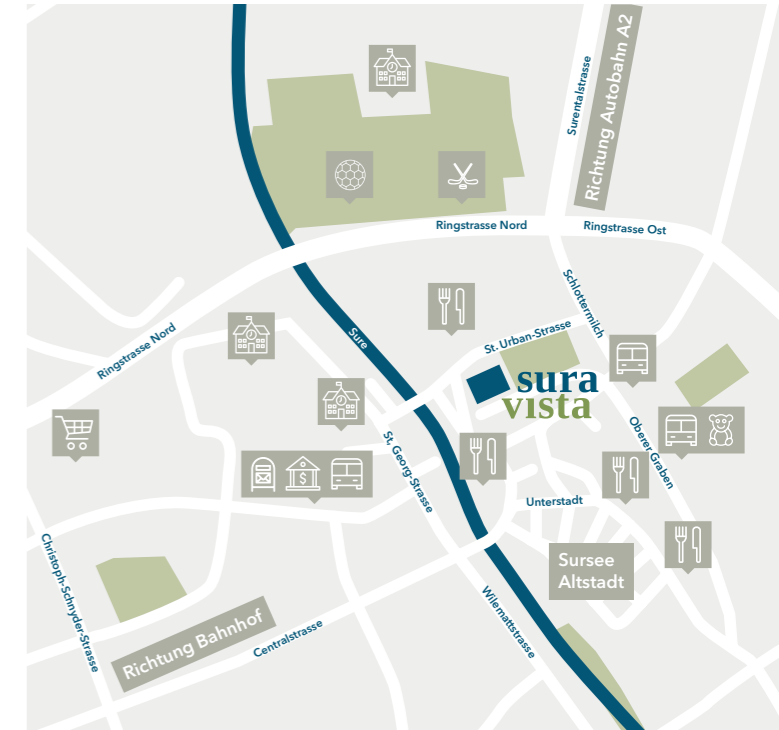 Surentalstrasse
Richtung Autobahn A2
Ringstrasse Nord
Ringstrasse Ost
Schlottermilch
Sure
St. Urban-Strasse
Ringstrasse Nord
sura
vista
St. Georg-Strasse
Oberer Graben
$
Unterstadt
Sursee
Altstadt
Christoph-Schnyder-Strasse
Wilemattstrasse
Richtung Bahnhof
Centralstrasse